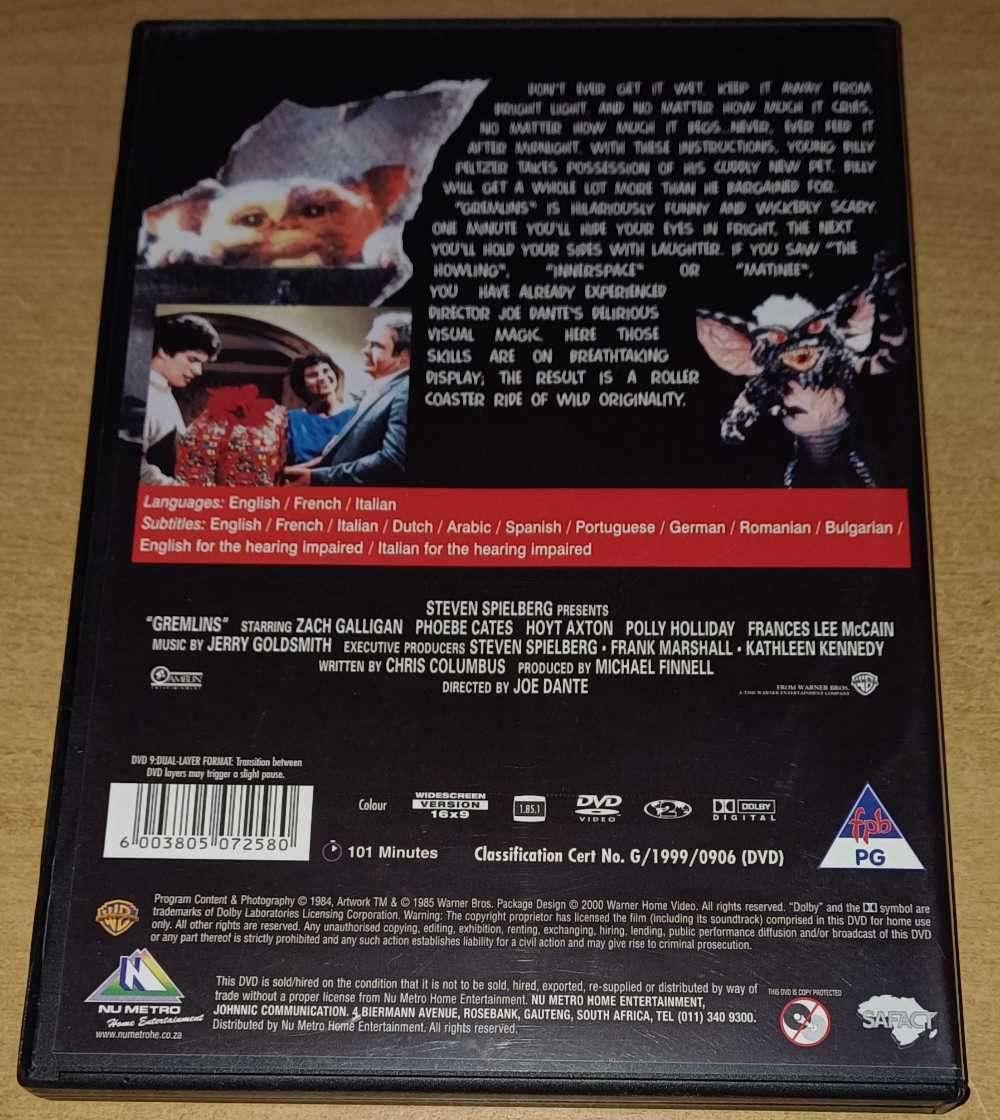 DON'T EVER GET IT WET. KEEP IT AWAY FROM
BRIGHT LIGHT. AND NO MATTER HOW MUCH IT CRIES,
NO MATTER HOW MUCH IT BEGS...NEVER, EVER FEED IT
AFTER MIDNIGHT. WITH THESE INSTRUCTIONS, YOUNG BILLY
PELTZER TAKES POSSESSION OF HIS CUDDLY NEW PET. BILLY
WILL GET A WHOLE LOT MORE THAN HE BARGAINED FOR.
"GREMLINS" IS HILARIOUSLY FUNNY AND WICKEDLY SCARY.
ONE MINUTE YOU'LL HIDE YOUR EYES IN FRIGHT, THE NEXT
YOU'LL HOLD YOUR SIDES WITH LAUGHTER. IF YOU SAW "THE
HOWLING", "INNERSPACE" OR "MATINEE",
YOU HAVE ALREADY EXPERIENCED
DIRECTOR JOE DANTE'S DELIRIOUS
VISUAL MAGIC. HERE THOSE
SKILLS ARE ON BREATHTAKING
DISPLAY; THE RESULT IS A ROLLER
COASTER RIDE OF WILD ORIGINALITY.
Languages: English / French / Italian
Subtitles: English / French / Italian / Dutch / Arabic / Spanish / Portuguese / German / Romanian / Bulgarian /
English for the hearing impaired / Italian for the hearing impaired
STEVEN SPIELBERG PRESENTS
"GREMLINS" STARRING ZACH GALLIGAN PHOEBE CATES HOYT AXTON POLLY HOLLIDAY FRANCES LEE McCAIN
MUSIC BY JERRY GOLDSMITH EXECUTIVE PRODUCERS STEVEN SPIELBERG • FRANK MARSHALL • KATHLEEN KENNEDY
WRITTEN BY CHRIS COLUMBUS PRODUCED BY MICHAEL FINNELL
DIRECTED BY JOE DANTE
AMBLIN
ENTERTAINMENT
FROM WARNER BROS.
A TIME WARNER ENTERTAINMENT COMPANY
DVD 9:DUAL-LAYER FORMAT: Transition between
DVD layers may trigger a slight pause.
6 003805 072580
Colour
WIDESCREEN
VERSION
16x9
1.85.1
DVD
VIDEO
2
DOLBY
DIGITAL
101 Minutes
Classification Cert No. G/1999/0906 (DVD)
fpb
PG
Program Content & Photography © 1984, Artwork TM & © 1985 Warner Bros. Package Design © 2000 Warner Home Video. All rights reserved. "Dolby" and the symbol are
trademarks of Dolby Laboratories Licensing Corporation. Warning: The copyright proprietor has licensed the film (including its soundtrack) comprised in this DVD for home use
only. All other rights are reserved. Any unauthorised copying, editing, exhibition, renting, exchanging, hiring, lending, public performance diffusion and/or broadcast of this DVD
or any part thereof is strictly prohibited and any such action establishes liability for a civil action and may give rise to criminal prosecution.
N
NU METRO
Home Entertainment
www.numetrohe.co.za
This DVD is sold/hired on the condition that it is not to be sold, hired, exported, re-supplied or distributed by way of
trade without a proper license from Nu Metro Home Entertainment. NU METRO HOME ENTERTAINMENT,
JOHNNIC COMMUNICATION. 4 BIERMANN AVENUE, ROSEBANK, GAUTENG, SOUTH AFRICA, TEL (011) 340 9300.
Distributed by Nu Metro Home Entertainment. All rights reserved.
THIS DVD IS COPY PROTECTED
SAFACT